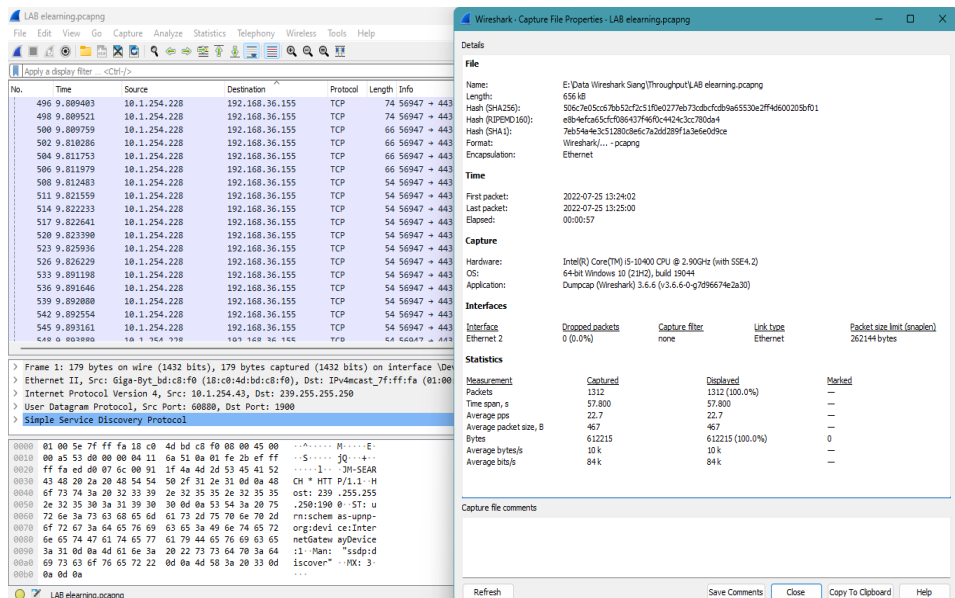 LAB elearning.pcapng
File Edit View Go Capture Analyze Statistics Telephony Wireless Tools Help
Apply a display filter ... <Ctrl-/>
No. Time Source Destination Protocol Length Info
496 9.809403 10.1.254.228 192.168.36.155 TCP 74 56947 → 443
498 9.809521 10.1.254.228 192.168.36.155 TCP 74 56947 → 443
500 9.809759 10.1.254.228 192.168.36.155 TCP 66 56947 → 443
502 9.810286 10.1.254.228 192.168.36.155 TCP 66 56947 → 443
504 9.811753 10.1.254.228 192.168.36.155 TCP 66 56947 → 443
506 9.811979 10.1.254.228 192.168.36.155 TCP 66 56947 → 443
508 9.812483 10.1.254.228 192.168.36.155 TCP 54 56947 → 443
511 9.821559 10.1.254.228 192.168.36.155 TCP 54 56947 → 443
514 9.822233 10.1.254.228 192.168.36.155 TCP 54 56947 → 443
517 9.822641 10.1.254.228 192.168.36.155 TCP 54 56947 → 443
520 9.823390 10.1.254.228 192.168.36.155 TCP 54 56947 → 443
523 9.825936 10.1.254.228 192.168.36.155 TCP 54 56947 → 443
526 9.826229 10.1.254.228 192.168.36.155 TCP 54 56947 → 443
533 9.891198 10.1.254.228 192.168.36.155 TCP 54 56947 → 443
536 9.891646 10.1.254.228 192.168.36.155 TCP 54 56947 → 443
539 9.892080 10.1.254.228 192.168.36.155 TCP 54 56947 → 443
542 9.892554 10.1.254.228 192.168.36.155 TCP 54 56947 → 443
545 9.893161 10.1.254.228 192.168.36.155 TCP 54 56947 → 443
548 9.893889 10.1.254.228 192.168.36.155 TCP 54 56947 → 443
> Frame 1: 179 bytes on wire (1432 bits), 179 bytes captured (1432 bits) on interface \Dev
> Ethernet II, Src: Giga-Byt_bd:c8:f0 (18:c0:4d:bd:c8:f0), Dst: IPv4mcast_7f:ff:fa (01:00
> Internet Protocol Version 4, Src: 10.1.254.43, Dst: 239.255.255.250
> User Datagram Protocol, Src Port: 60880, Dst Port: 1900
> Simple Service Discovery Protocol
0000 01 00 5e 7f ff fa 18 c0 4d bd c8 f0 08 00 45 00 ··^····· M·····E·
0010 00 a5 53 d0 00 00 04 11 6a 51 0a 01 fe 2b ef ff ··S····· jQ···+··
0020 ff fa ed d0 07 6c 00 91 1f 4a 4d 2d 53 45 41 52 ·····l·· ·JM-SEAR
0030 43 48 20 2a 20 48 54 54 50 2f 31 2e 31 0d 0a 48 CH * HTT P/1.1··H
0040 6f 73 74 3a 20 32 33 39 2e 32 35 35 2e 32 35 35 ost: 239 .255.255
0050 2e 32 35 30 3a 31 39 30 30 0d 0a 53 54 3a 20 75 .250:190 0··ST: u
0060 72 6e 3a 73 63 68 65 6d 61 73 2d 75 70 6e 70 2d rn:schem as-upnp-
0070 6f 72 67 3a 64 65 76 69 63 65 3a 49 6e 74 65 72 org:devi ce:Inter
0080 6e 65 74 47 61 74 65 77 61 79 44 65 76 69 63 65 netGatew ayDevice
0090 3a 31 0d 0a 4d 61 6e 3a 20 22 73 73 64 70 3a 64 :1··Man: "ssdp:d
00a0 69 73 63 6f 76 65 72 22 0d 0a 4d 58 3a 20 33 0d iscover" ··MX: 3·
00b0 0a 0d 0a ···
LAB elearning.pcapng
Wireshark · Capture File Properties · LAB elearning.pcapng
Details
File
Name: E:\Data Wireshark Siang\Throughput\LAB elearning.pcapng
Length: 656 kB
Hash (SHA256): 506c7e05cc67bb52cf2c51f0e0277eb73cdbcfcdb9a65530e2ff4d600205bf01
Hash (RIPEMD160): e8b4efca65cfcf086437f46f0c4424c3cc780da4
Hash (SHA1): 7eb54a4e3c51280c8e6c7a2dd289f1a3e6e0d9ce
Format: Wireshark/... - pcapng
Encapsulation: Ethernet
Time
First packet: 2022-07-25 13:24:02
Last packet: 2022-07-25 13:25:00
Elapsed: 00:00:57
Capture
Hardware: Intel(R) Core(TM) i5-10400 CPU @ 2.90GHz (with SSE4.2)
OS: 64-bit Windows 10 (21H2), build 19044
Application: Dumpcap (Wireshark) 3.6.6 (v3.6.6-0-g7d96674e2a30)
Interfaces
Interface Dropped packets Capture filter Link type Packet size limit (snaplen)
Ethernet 2 0 (0.0%) none Ethernet 262144 bytes
Statistics
Measurement Captured Displayed Marked
Packets 1312 1312 (100.0%) —
Time span, s 57.800 57.800 —
Average pps 22.7 22.7 —
Average packet size, B 467 467 —
Bytes 612215 612215 (100.0%) 0
Average bytes/s 10 k 10 k —
Average bits/s 84 k 84 k —
Capture file comments
Refresh Save Comments Close Copy To Clipboard Help